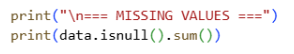 print("\n=== MISSING VALUES ===")
print(data.isnull().sum())